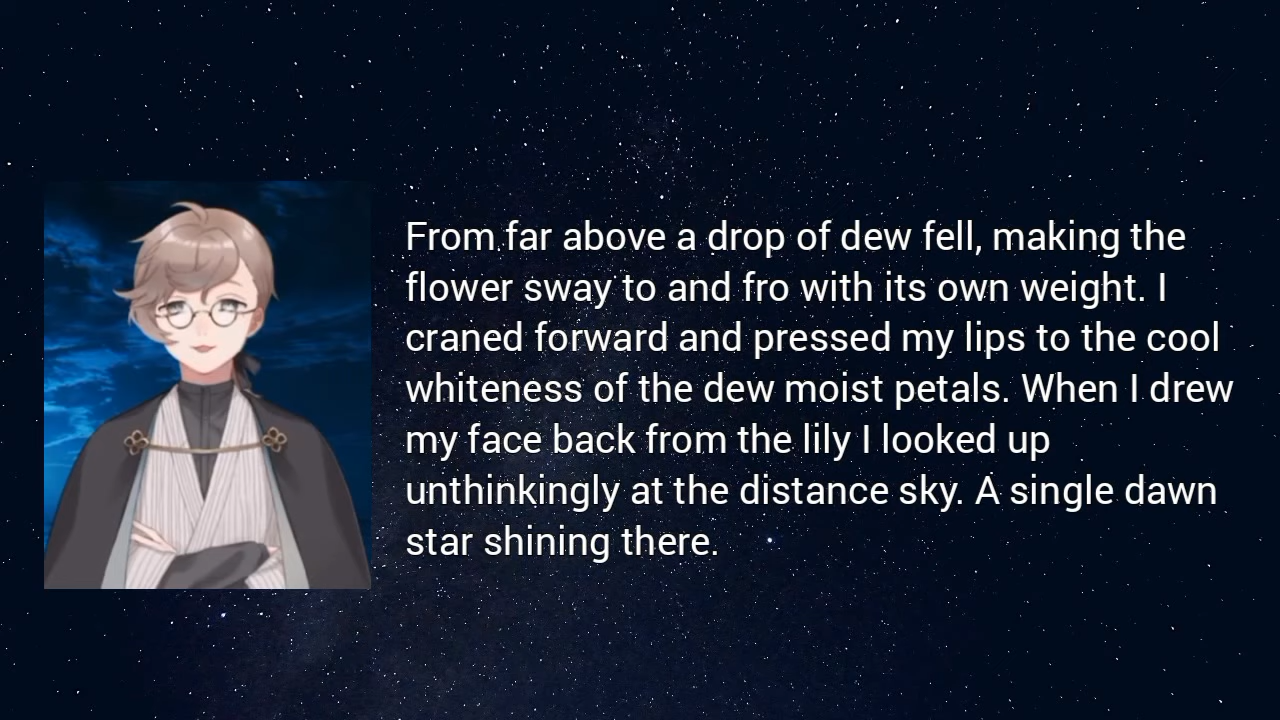 From far above a drop of dew fell, making the
flower sway to and fro with its own weight. I
craned forward and pressed my lips to the cool
whiteness of the dew moist petals. When I drew
my face back from the lily I looked up
unthinkingly at the distance sky. A single dawn
star shining there.